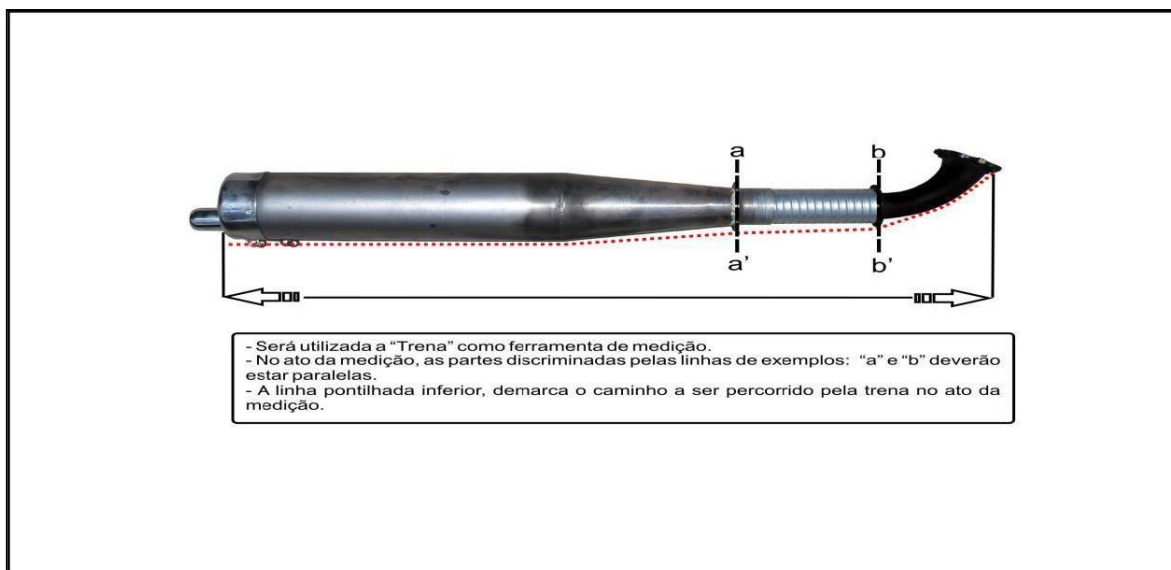 a b
a' b'
- Será utilizada a “Trena” como ferramenta de medição.
- No ato da medição, as partes discriminadas pelas linhas de exemplos: “a” e “b” deverão
estar paralelas.
- A linha pontilhada inferior, demarca o caminho a ser percorrido pela trena no ato da
medição.